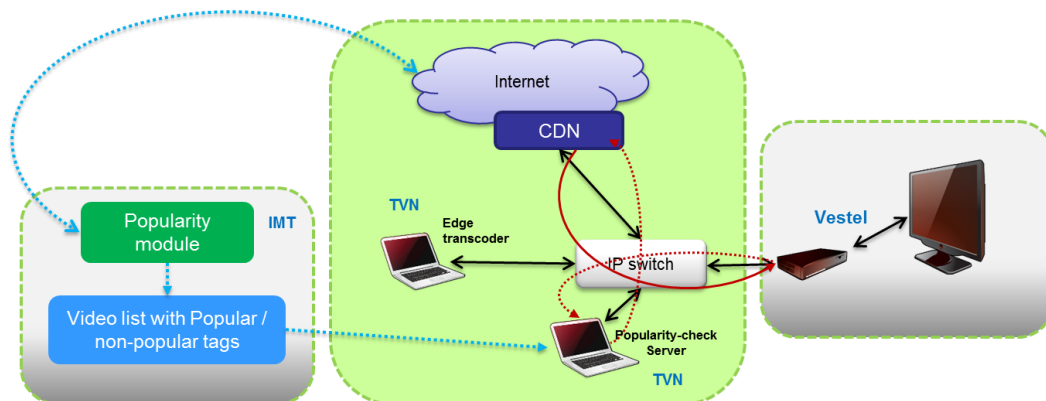 Internet
CDN
TVN
Edge
transcoder
IP switch
Popularity-check
Server
TVN
Popularity
module
IMT
Video list with Popular /
non-popular tags
Vestel